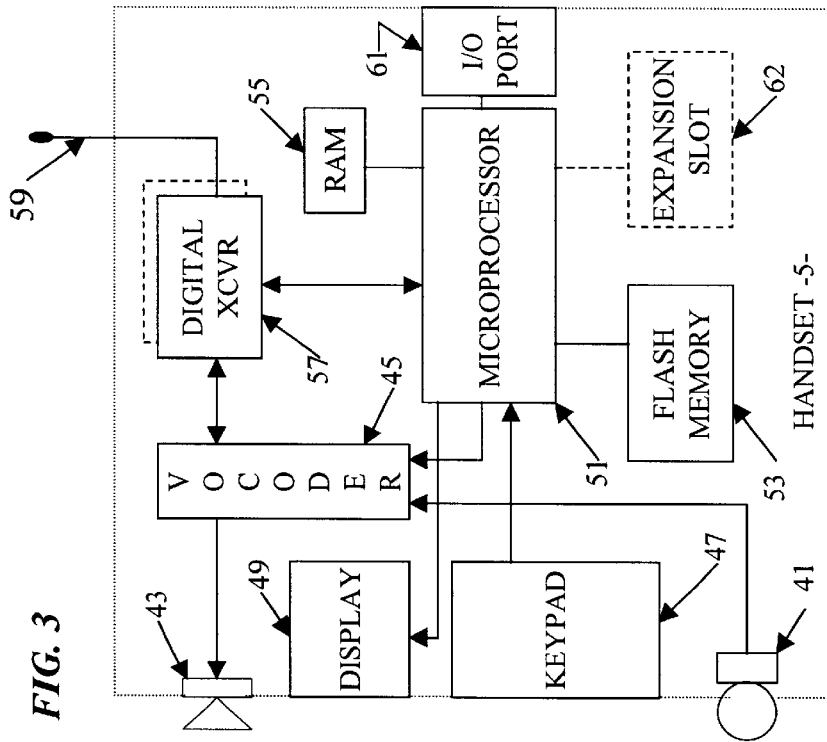 FIG. 3
43
49
DISPLAY
KEYPAD
47
41
VOCODER
45
DIGITAL
XCVR
57
59
RAM
55
MICROPROCESSOR
51
I/O
PORT
61
FLASH
MEMORY
53
EXPANSION
SLOT
62
HANDSET -5-